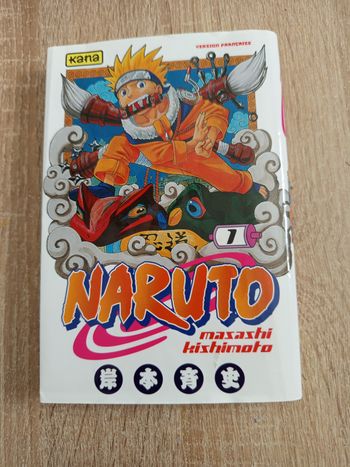 kana
VERSION FRANÇAISE
1
NARUTO
masashi
kishimoto
岸本斉史